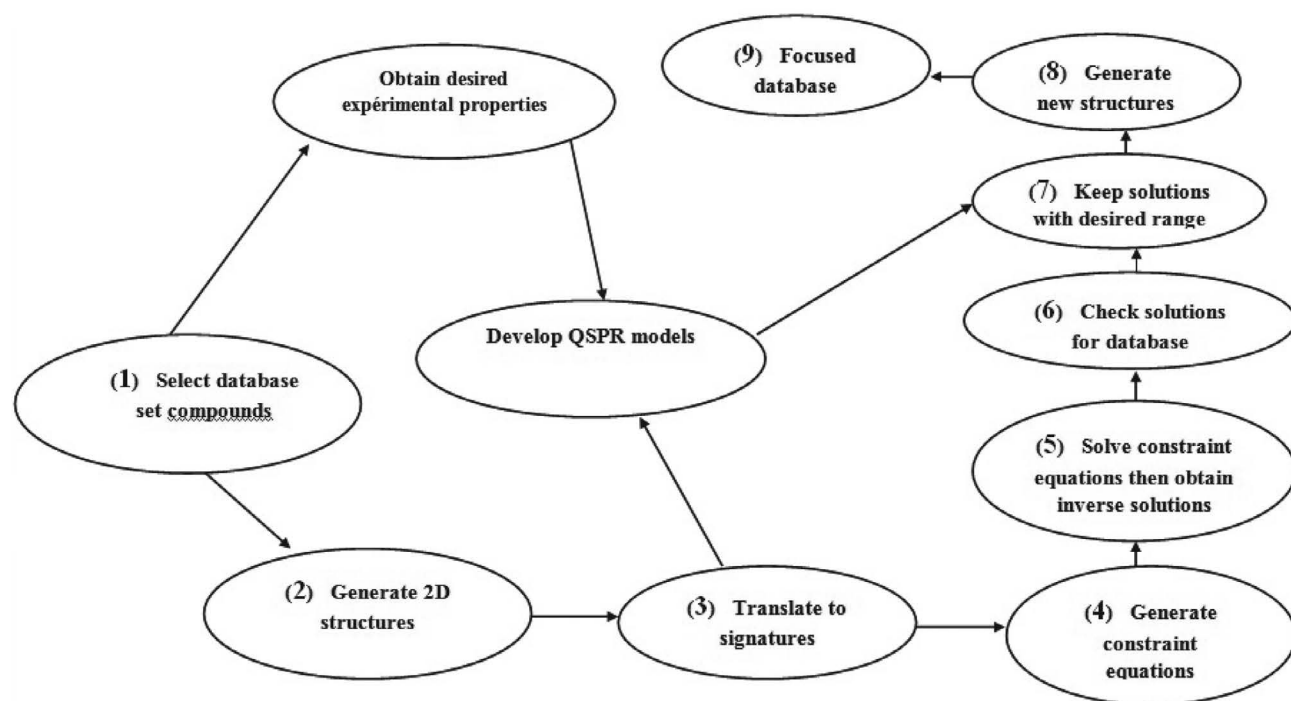 Obtain desired
expérimental properties
(9) Focused
database
(8) Generate
new structures
(7) Keep solutions
with desired range
Develop QSPR models
(6) Check solutions
for database
(1) Select database
set compounds
(5) Solve constraint
equations then obtain
inverse solutions
(2) Generate 2D
structures
(3) Translate to
signatures
(4) Generate
constraint
equations